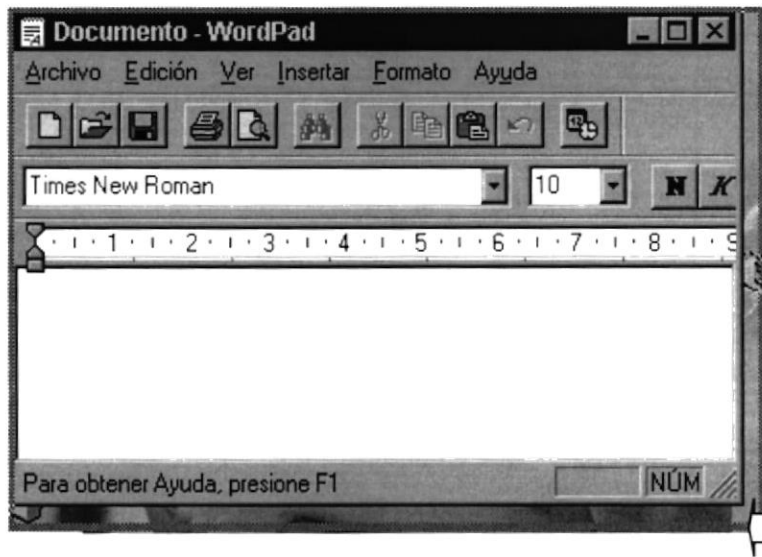 Documento - WordPad
Archivo Edición Ver Insertar Formato Ayuda
Times New Roman 10 N K
1 2 3 4 5 6 7 8 9
Para obtener Ayuda, presione F1 NÚM